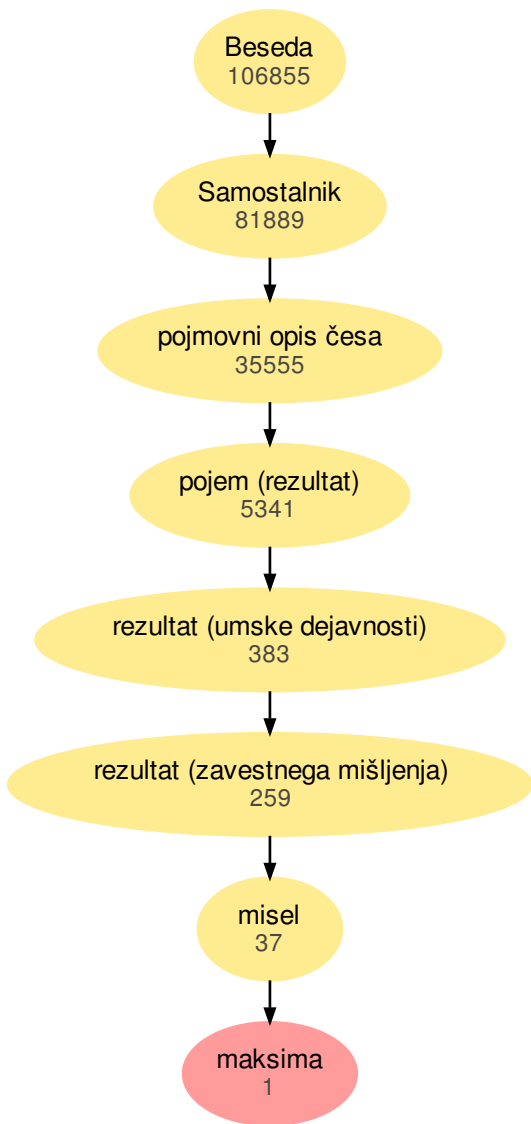 Beseda
106855
Samostalnik
81889
pojmovni opis česa
35555
pojem (rezultat)
5341
rezultat (umske dejavnosti)
383
rezultat (zavestnega mišljenja)
259
misel
37
maksima
1